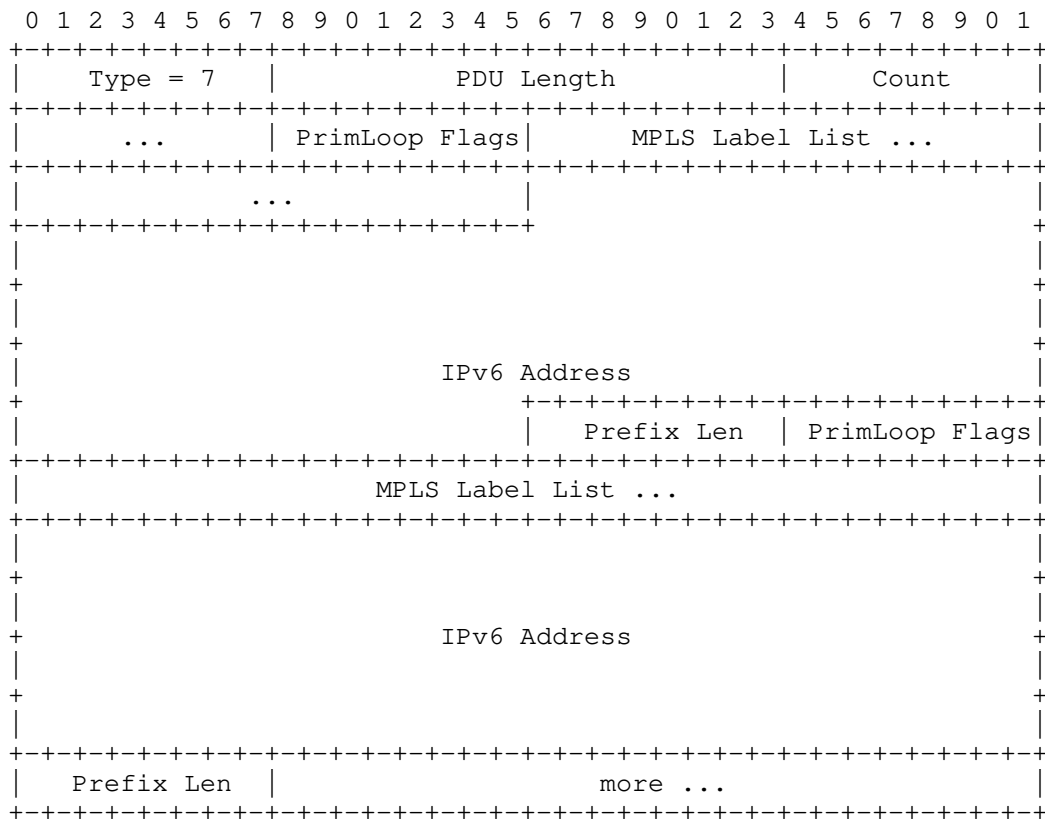 0 1 2 3 4 5 6 7 8 9 0 1 2 3 4 5 6 7 8 9 0 1 2 3 4 5 6 7 8 9 0 1
Type = 7 | PDU Length | Count
... | PrimLoop Flags | MPLS Label List ...
...
IPv6 Address
Prefix Len | PrimLoop Flags
MPLS Label List ...
IPv6 Address
Prefix Len | more ...